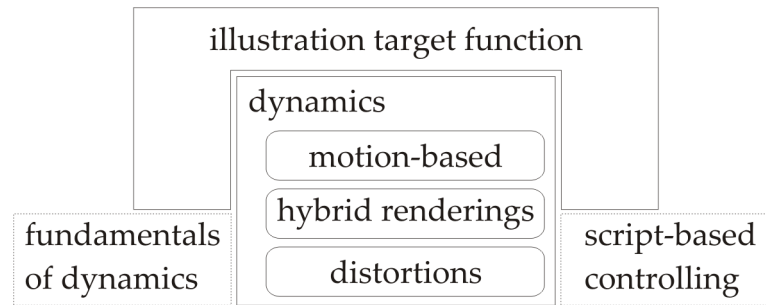 illustration target function
dynamics
motion-based
hybrid renderings
distortions
fundamentals
of dynamics
script-based
controlling